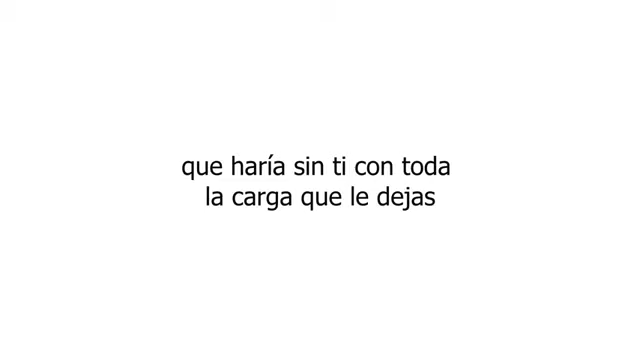 que haría sin ti con toda
la carga que le dejas